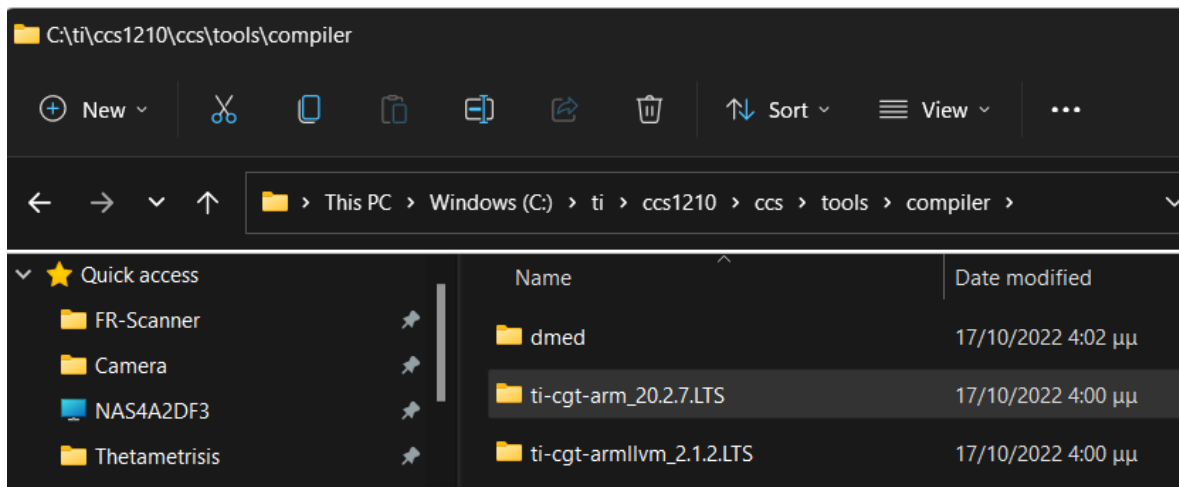 C:\ti\ccs1210\ccs\tools\compiler
New Sort View
This PC > Windows (C:) > ti > ccs1210 > ccs > tools > compiler >
Quick access Name Date modified
FR-Scanner
dmed 17/10/2022 4:02 μμ
Camera
ti-cgt-arm_20.2.7.LTS 17/10/2022 4:00 μμ
NAS4A2DF3
Thetametrisis
ti-cgt-armllvm_2.1.2.LTS 17/10/2022 4:00 μμ